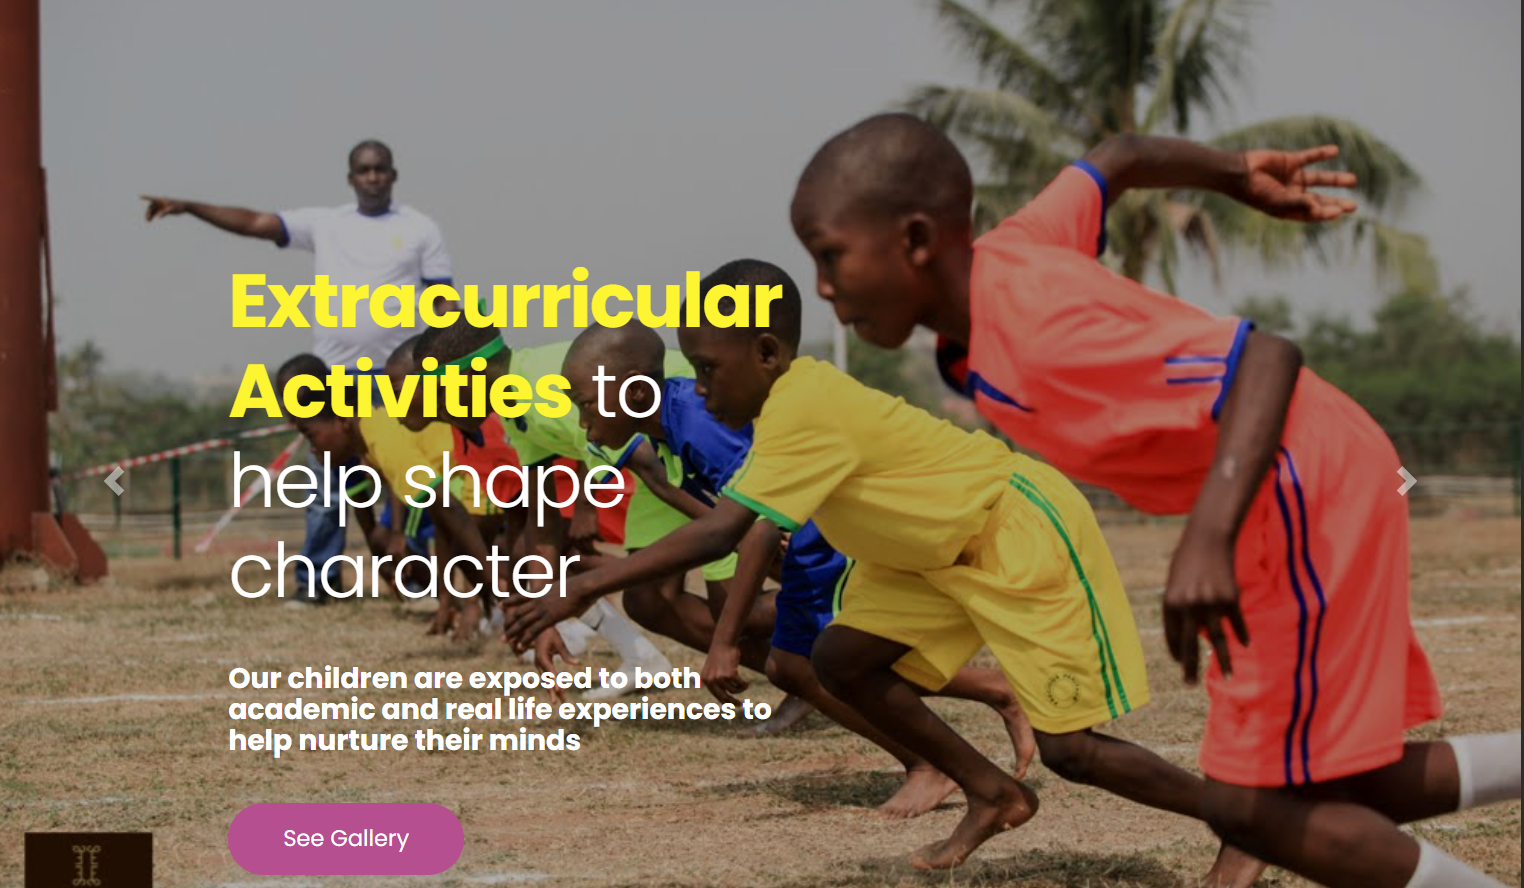 Extracurricular
Activities to
help shape
character
Our children are exposed to both
academic and real life experiences to
help nurture their minds
See Gallery